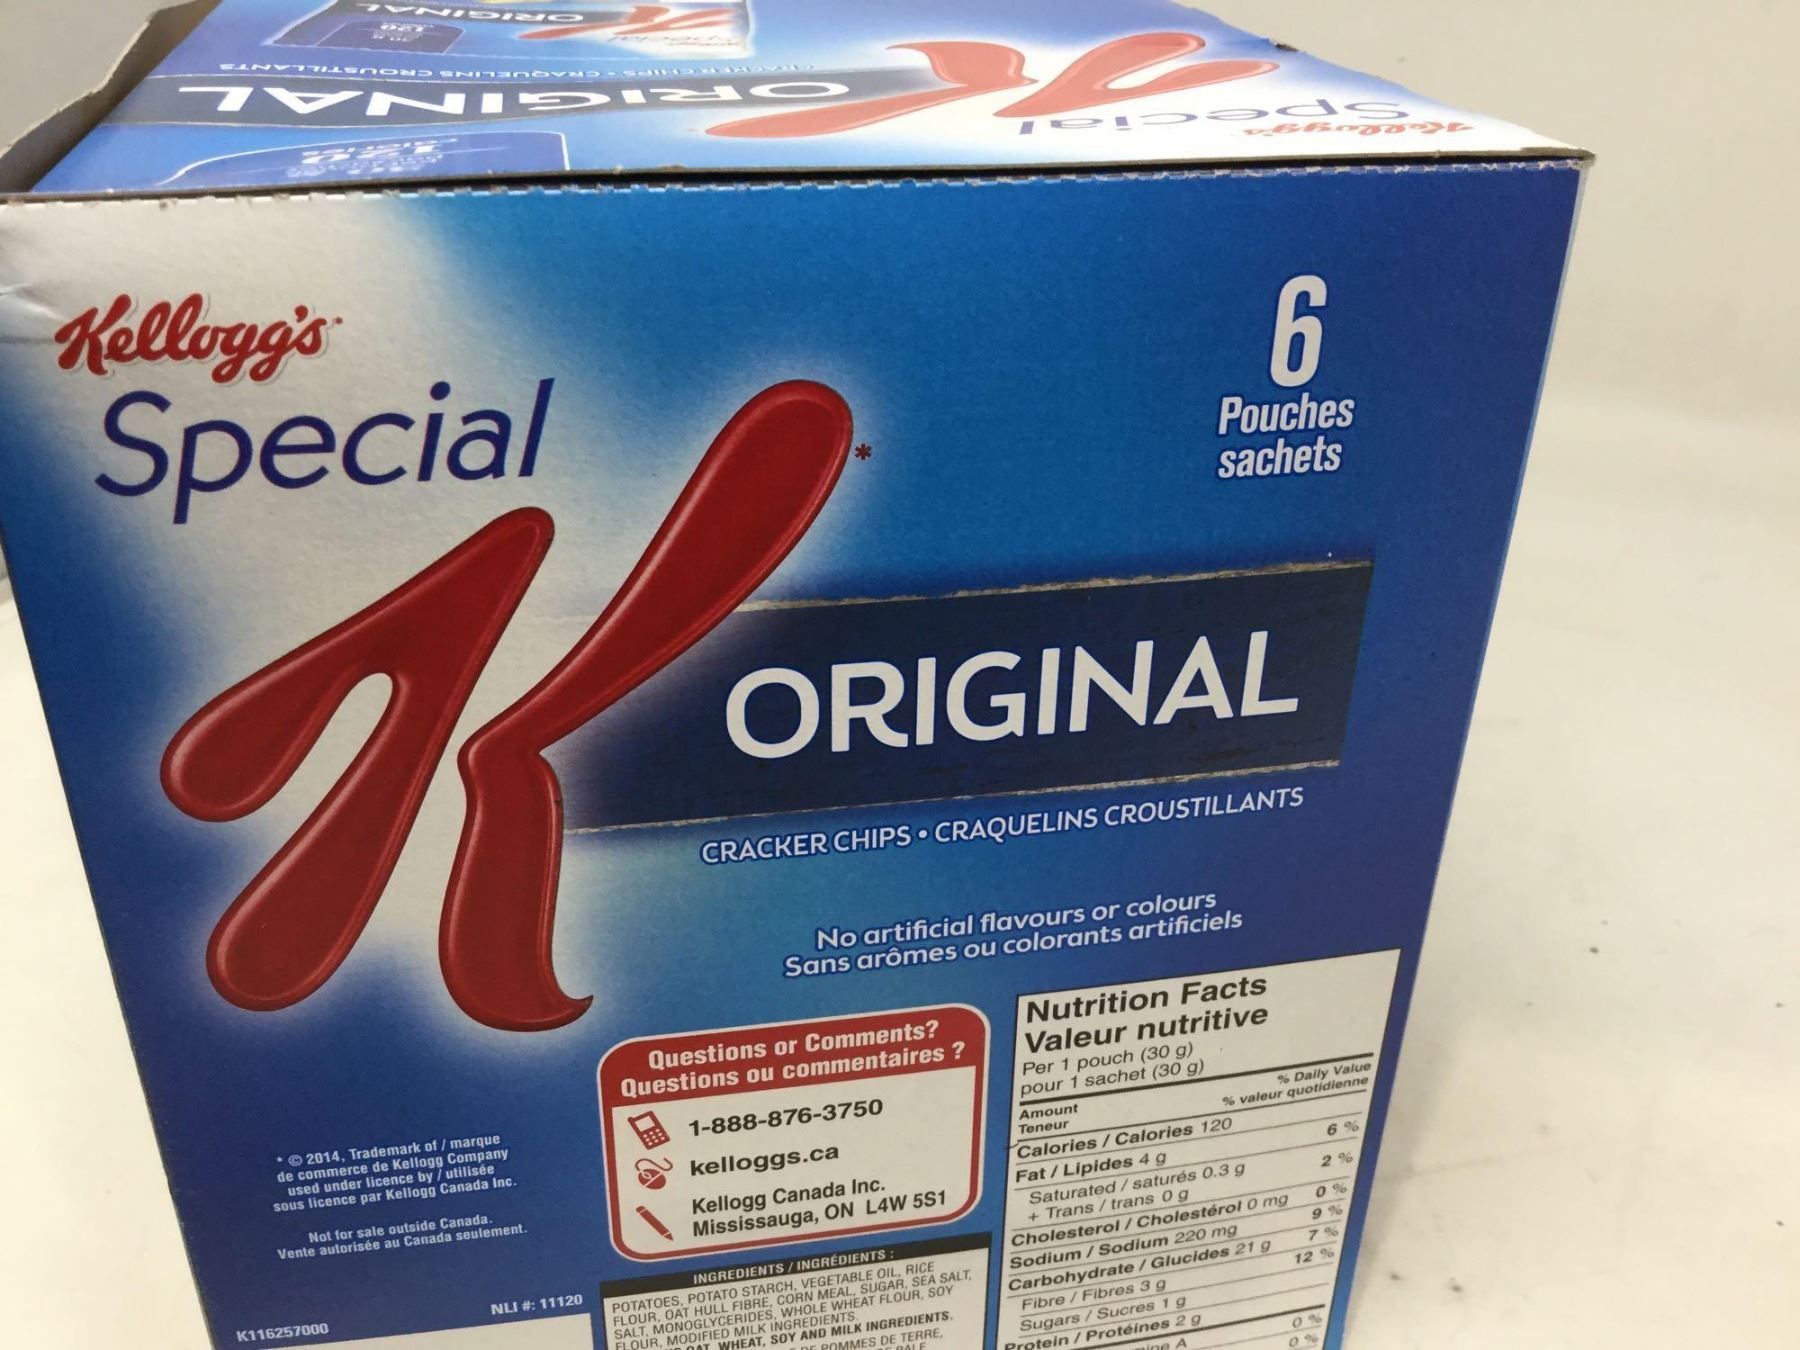 ORIGINAL
CRACKER CHIPS • CRAQUELINS CROUSTILLANTS
ORIGINAL
Kellogg's
Special
K
120
Kellogg's
Special
K*
6
Pouches
sachets
ORIGINAL
CRACKER CHIPS • CRAQUELINS CROUSTILLANTS
No artificial flavours or colours
Sans arômes ou colorants artificiels
* © 2014, Trademark of / marque
de commerce de Kellogg Company
used under licence by / utilisée
sous licence par Kellogg Canada Inc.
Not for sale outside Canada.
Vente autorisée au Canada seulement.
K116257000
NLI #: 11120
Questions or Comments?
Questions ou commentaires ?
1-888-876-3750
kelloggs.ca
Kellogg Canada Inc.
Mississauga, ON L4W 5S1
INGREDIENTS / INGRÉDIENTS :
POTATOES, POTATO STARCH, VEGETABLE OIL, RICE
FLOUR, OAT HULL FIBRE, CORN MEAL, SUGAR, SEA SALT,
SALT, MONOGLYCERIDES, WHOLE WHEAT FLOUR, SOY
FLOUR, MODIFIED MILK INGREDIENTS.
OAT, WHEAT, SOY AND MILK INGREDIENTS.
DE POMMES DE TERRE,
Nutrition Facts
Valeur nutritive
Per 1 pouch (30 g)
pour 1 sachet (30 g)
Amount % Daily Value
Teneur % valeur quotidienne
Calories / Calories 120
Fat / Lipides 4 g 6 %
Saturated / saturés 0.3 g
+ Trans / trans 0 g 2 %
Cholesterol / Cholestérol 0 mg 0 %
Sodium / Sodium 220 mg 9 %
Carbohydrate / Glucides 21 g 7 %
Fibre / Fibres 3 g 12 %
Sugars / Sucres 1 g
Protein / Protéines 2 g
A 0 %
0 %